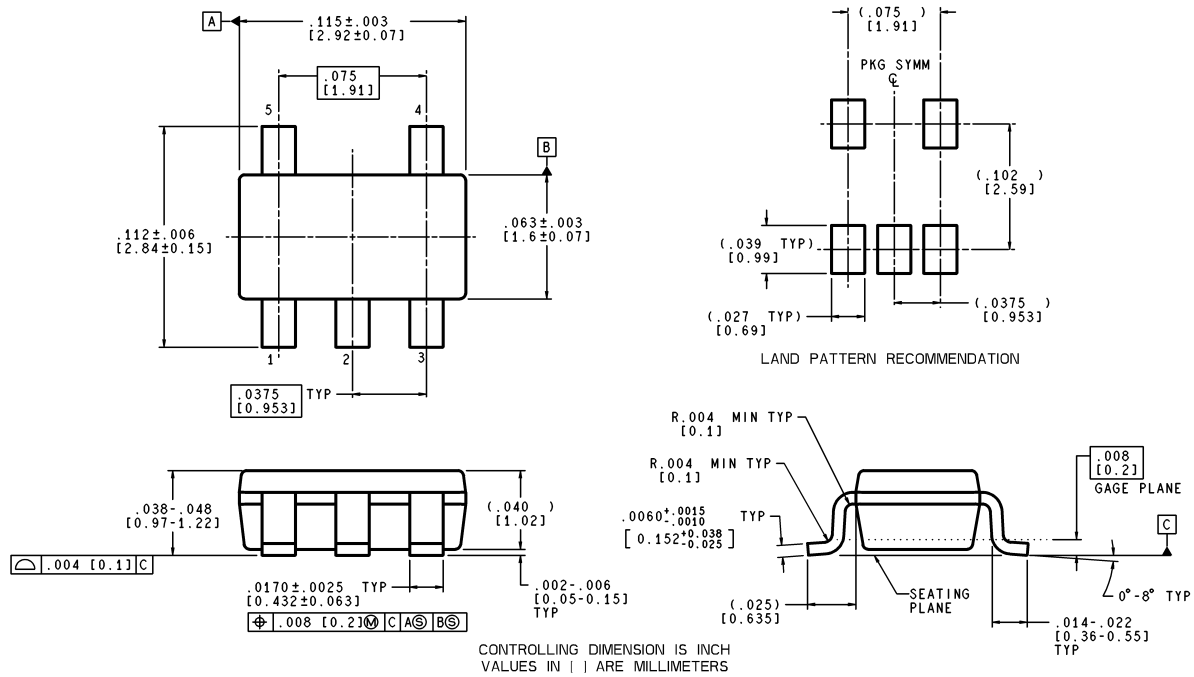 A
.115±.003
[2.92±0.07]
.075
[1.91]
5
4
B
.112±.006
[2.84±0.15]
.063±.003
[1.6±0.07]
1
2
3
.0375
[0.953]
TYP
(.075 )
[1.91]
PKG SYMM
℄
(.102 )
[2.59]
(.039 TYP)
[0.99]
(.027 TYP)
[0.69]
(.0375 )
[0.953]
LAND PATTERN RECOMMENDATION
.038-.048
[0.97-1.22]
(.040 )
[1.02]
⌓ .004 [0.1] C
.0170±.0025 TYP
[0.432±0.063]
⌖ .008 [0.2]Ⓜ C AⓈ BⓈ
.002-.006
[0.05-0.15]
TYP
R.004 MIN TYP
[0.1]
R.004 MIN TYP
[0.1]
.0060+.0015-.0010 TYP
[0.152+0.038-0.025]
.008
[0.2]
GAGE PLANE
C
SEATING
PLANE
0°-8° TYP
(.025)
[0.635]
.014-.022
[0.36-0.55]
TYP
CONTROLLING DIMENSION IS INCH
VALUES IN [ ] ARE MILLIMETERS